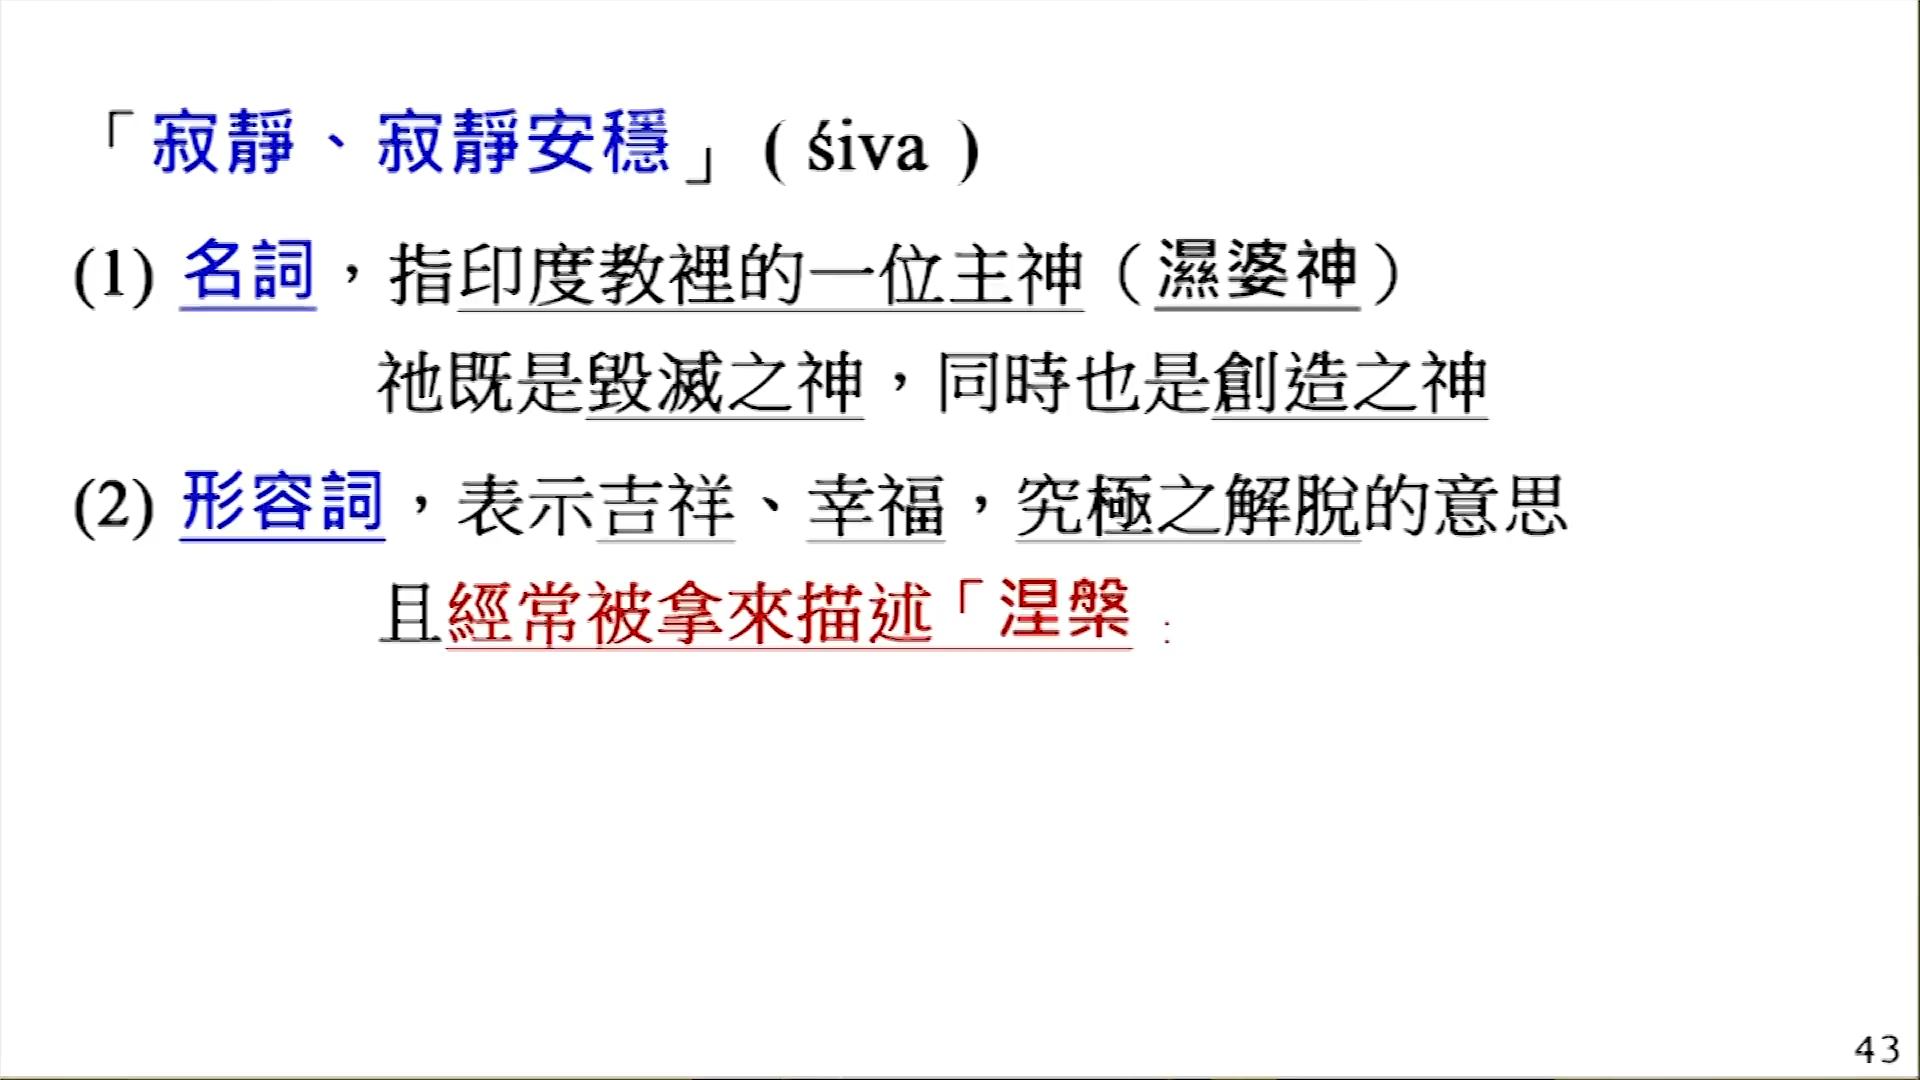 「寂靜、寂靜安穩」( śiva )
(1) 名詞，指印度教裡的一位主神（濕婆神）
祂既是毀滅之神，同時也是創造之神
(2) 形容詞，表示吉祥、幸福，究極之解脫的意思
且經常被拿來描述「涅槃
43